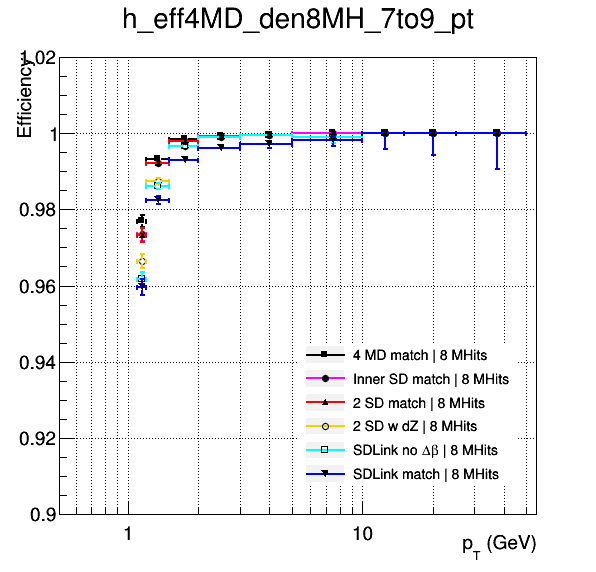 h_eff4MD_den8MH_7to9_pt
Efficiency
1.02
1
0.98
0.96
0.94
0.92
0.9
4 MD match | 8 MHits
Inner SD match | 8 MHits
2 SD match | 8 MHits
2 SD w dZ | 8 MHits
SDLink no Δβ | 8 MHits
SDLink match | 8 MHits
1
10
p_T (GeV)